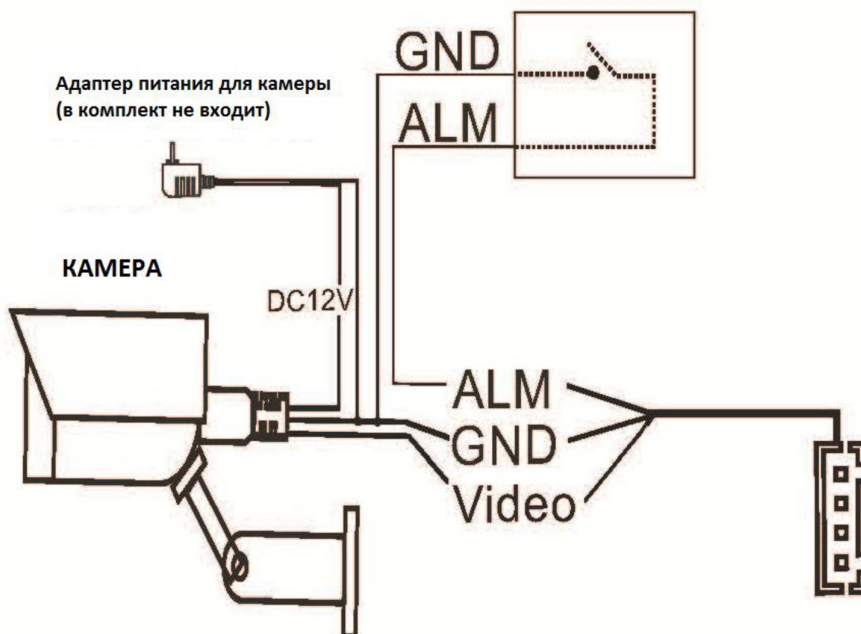 GND
Адаптер питания для камеры
(в комплект не входит)
ALM
КАМЕРА
DC12V
ALM
GND
Video